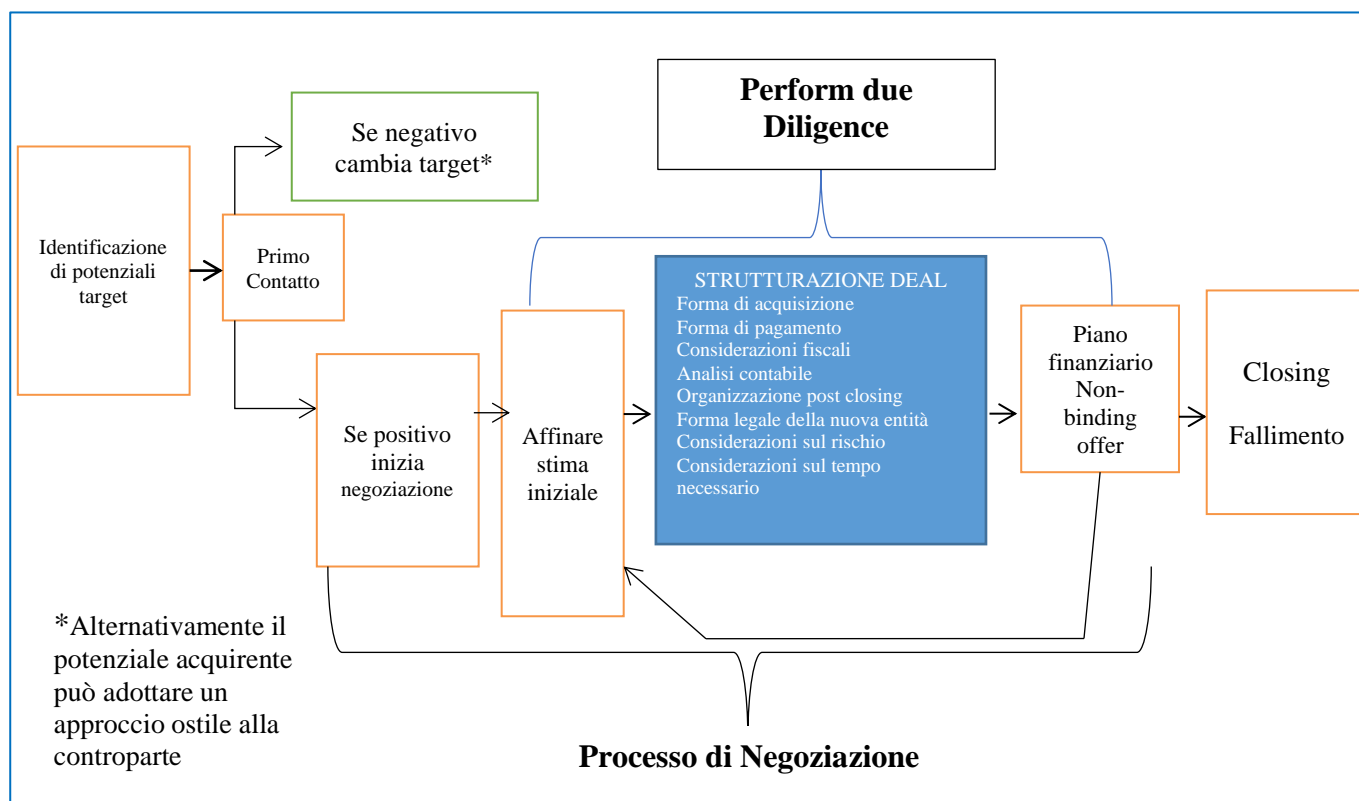 Perform due
Diligence
Se negativo
cambia target*
Identificazione
di potenziali
target
Primo
Contatto
Se positivo
inizia
negoziazione
Affinare
stima
iniziale
STRUTTURAZIONE DEAL
Forma di acquisizione
Forma di pagamento
Considerazioni fiscali
Analisi contabile
Organizzazione post closing
Forma legale della nuova entità
Considerazioni sul rischio
Considerazioni sul tempo
necessario
Piano
finanziario
Non-
binding
offer
Closing
Fallimento
*Alternativamente il
potenziale acquirente
può adottare un
approccio ostile alla
controparte
Processo di Negoziazione